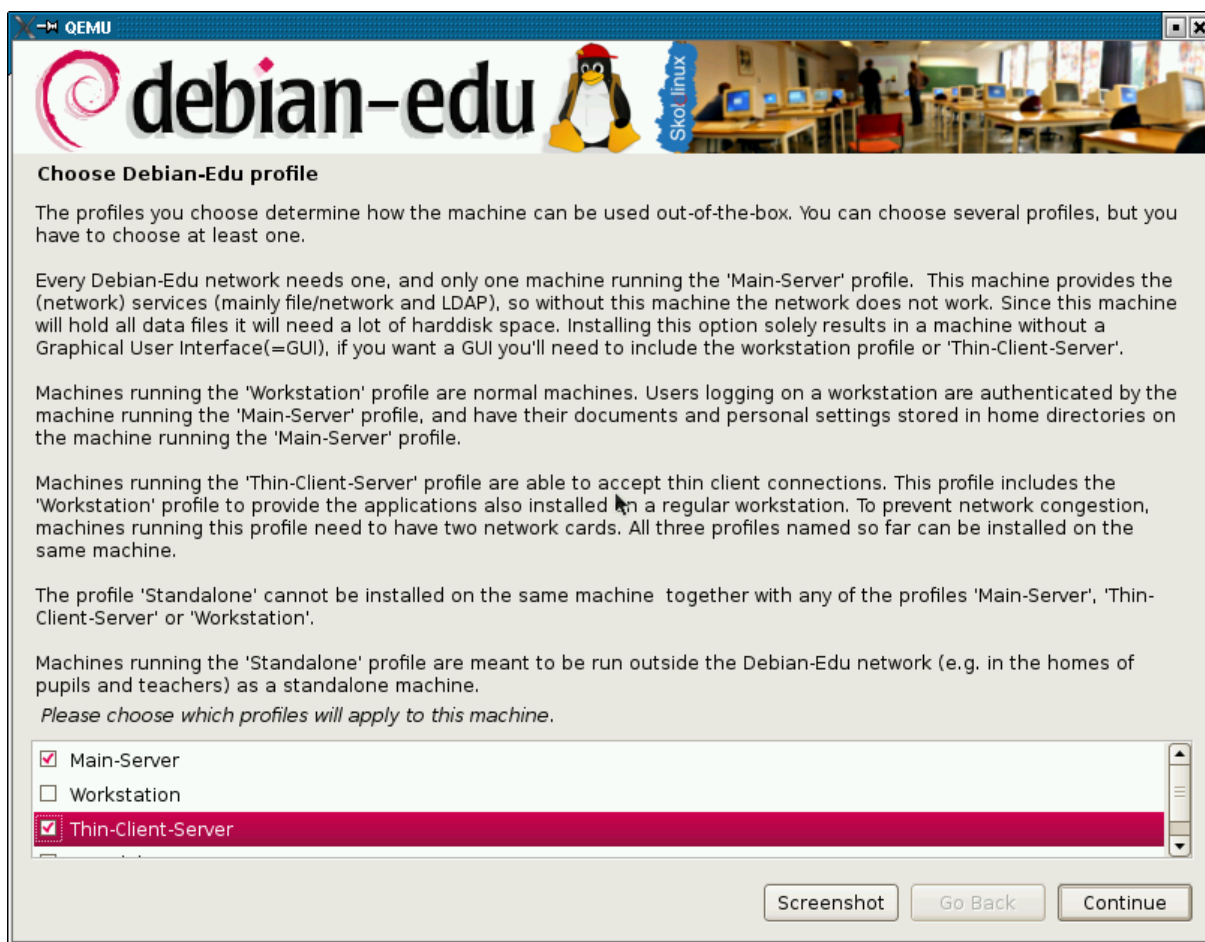 QEMU
debian-edu
Skolelinux
Choose Debian-Edu profile
The profiles you choose determine how the machine can be used out-of-the-box. You can choose several profiles, but you
have to choose at least one.
Every Debian-Edu network needs one, and only one machine running the 'Main-Server' profile.  This machine provides the
(network) services (mainly file/network and LDAP), so without this machine the network does not work. Since this machine
will hold all data files it will need a lot of harddisk space. Installing this option solely results in a machine without a
Graphical User Interface(=GUI), if you want a GUI you'll need to include the workstation profile or 'Thin-Client-Server'.
Machines running the 'Workstation' profile are normal machines. Users logging on a workstation are authenticated by the
machine running the 'Main-Server' profile, and have their documents and personal settings stored in home directories on
the machine running the 'Main-Server' profile.
Machines running the 'Thin-Client-Server' profile are able to accept thin client connections. This profile includes the
'Workstation' profile to provide the applications also installed on a regular workstation. To prevent network congestion,
machines running this profile need to have two network cards. All three profiles named so far can be installed on the
same machine.
The profile 'Standalone' cannot be installed on the same machine  together with any of the profiles 'Main-Server', 'Thin-
Client-Server' or 'Workstation'.
Machines running the 'Standalone' profile are meant to be run outside the Debian-Edu network (e.g. in the homes of
pupils and teachers) as a standalone machine.
Please choose which profiles will apply to this machine.
Main-Server
Workstation
Thin-Client-Server
Screenshot
Go Back
Continue